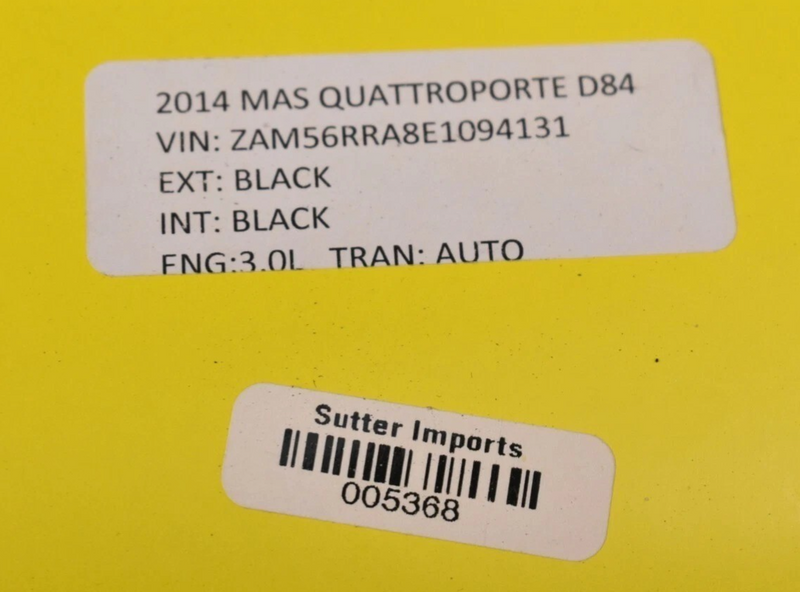 2014 MAS QUATTROPORTE D84
VIN: ZAM56RRA8E1094131
EXT: BLACK
INT: BLACK
ENG:3.0L TRAN: AUTO
Sutter Imports
005368